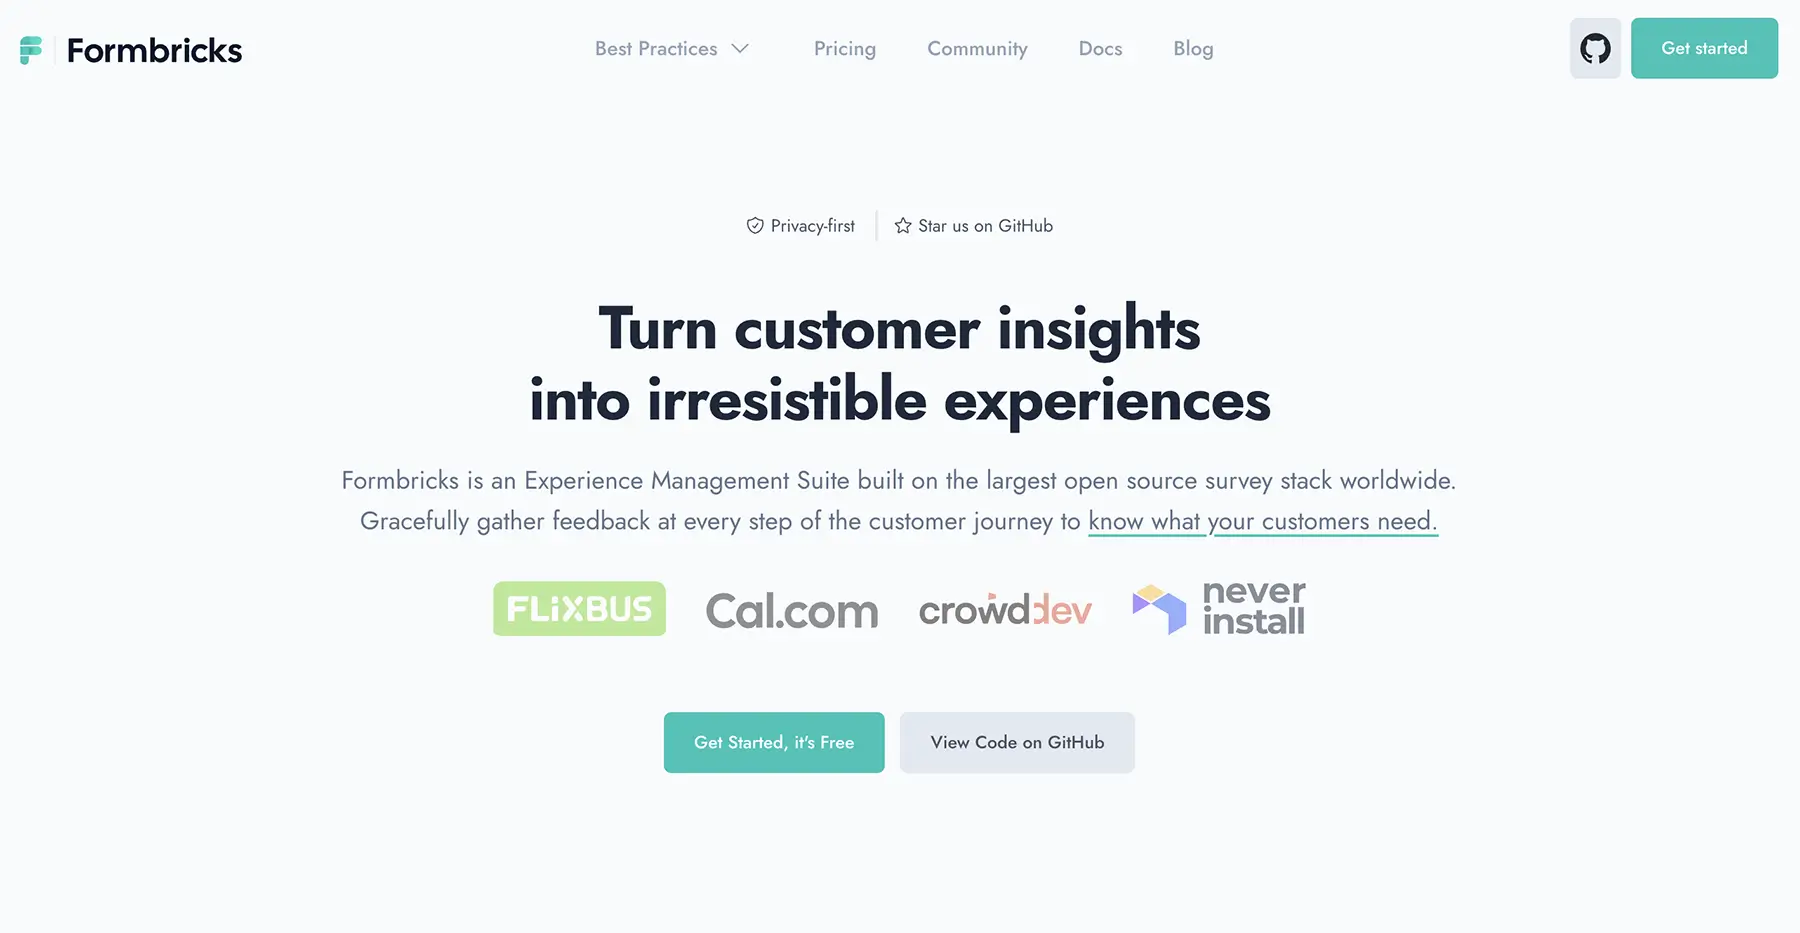 Formbricks
Best Practices
Pricing
Community
Docs
Blog
Get started
Privacy-first
Star us on GitHub
Turn customer insights
into irresistible experiences
Formbricks is an Experience Management Suite built on the largest open source survey stack worldwide.
Gracefully gather feedback at every step of the customer journey to know what your customers need.
FLiXBUS
Cal.com
crowddev
never
install
Get Started, it's Free
View Code on GitHub